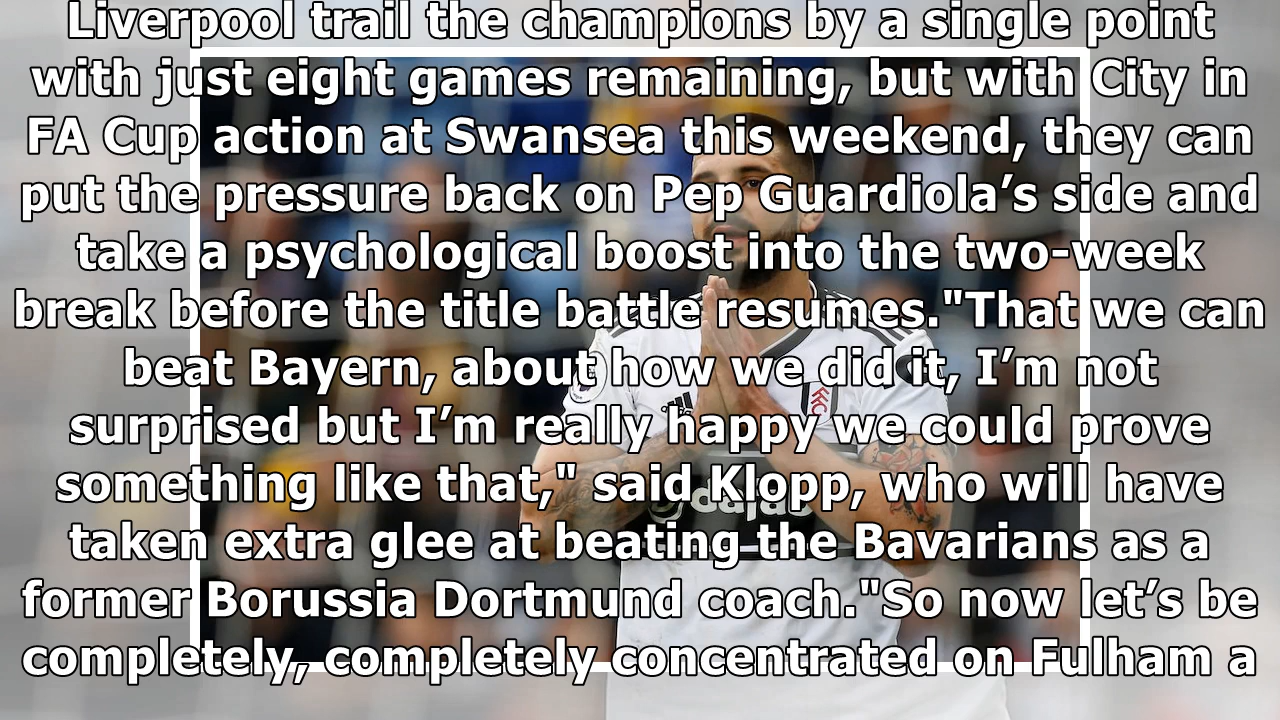 Liverpool trail the champions by a single point
with just eight games remaining, but with City in
FA Cup action at Swansea this weekend, they can
put the pressure back on Pep Guardiola’s side and
take a psychological boost into the two-week
break before the title battle resumes."That we can
beat Bayern, about how we did it, I’m not
surprised but I’m really happy we could prove
something like that," said Klopp, who will have
taken extra glee at beating the Bavarians as a
former Borussia Dortmund coach."So now let’s be
completely, completely concentrated on Fulham a
FFC